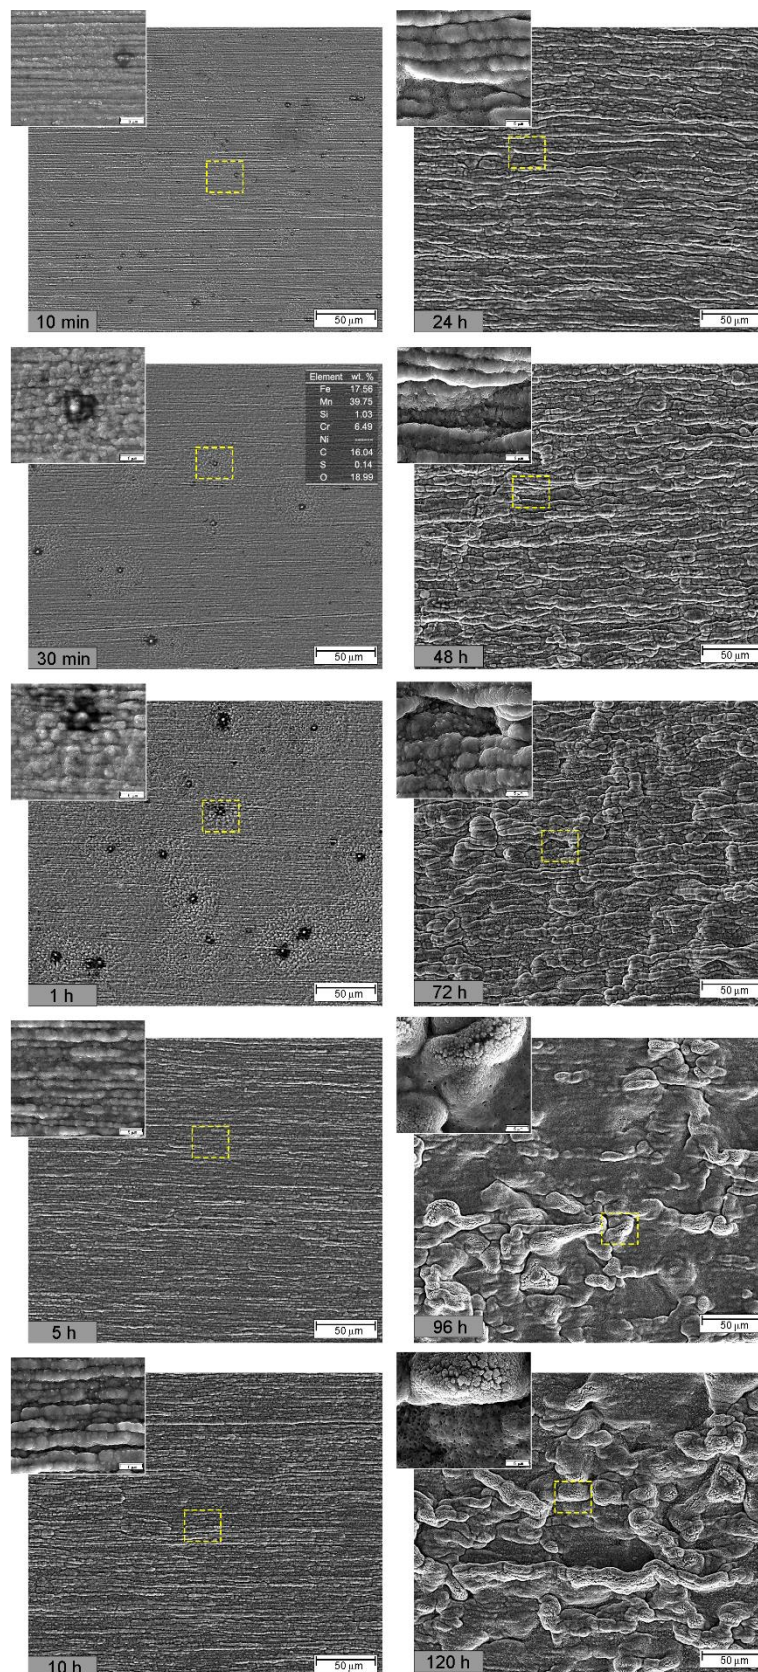 10 min
50 µm
24 h
50 µm
Element wt. %
Fe 17.56
Mn 39.75
Si 1.03
Cr 6.49
Ni -----
C 16.04
S 0.14
O 18.99
30 min
50 µm
48 h
50 µm
1 h
50 µm
72 h
50 µm
5 h
50 µm
96 h
50 µm
10 h
50 µm
120 h
50 µm